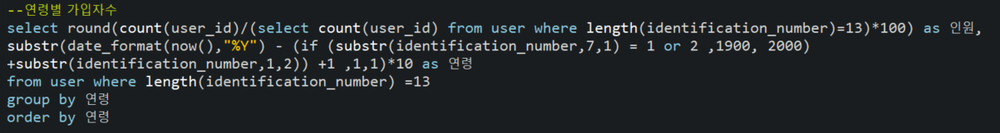 --연령별 가입자수
select round(count(user_id)/(select count(user_id) from user where length(identification_number)=13)*100) as 인원,
substr(date_format(now(),"%Y") - (if (substr(identification_number,7,1) = 1 or 2 ,1900, 2000)
+substr(identification_number,1,2)) +1 ,1,1)*10 as 연령
from user where length(identification_number) =13
group by 연령
order by 연령